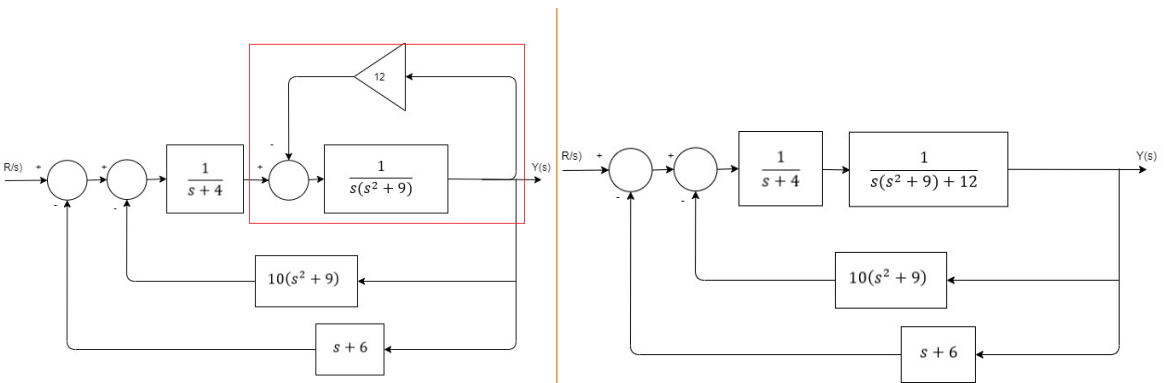 12
-
R/s)
+
+
1
s + 4
+
1
s(s² + 9)
Y(s)
-
-
10(s² + 9)
s + 6
R/s)
+
+
1
s + 4
1
s(s² + 9) + 12
Y(s)
-
-
10(s² + 9)
s + 6